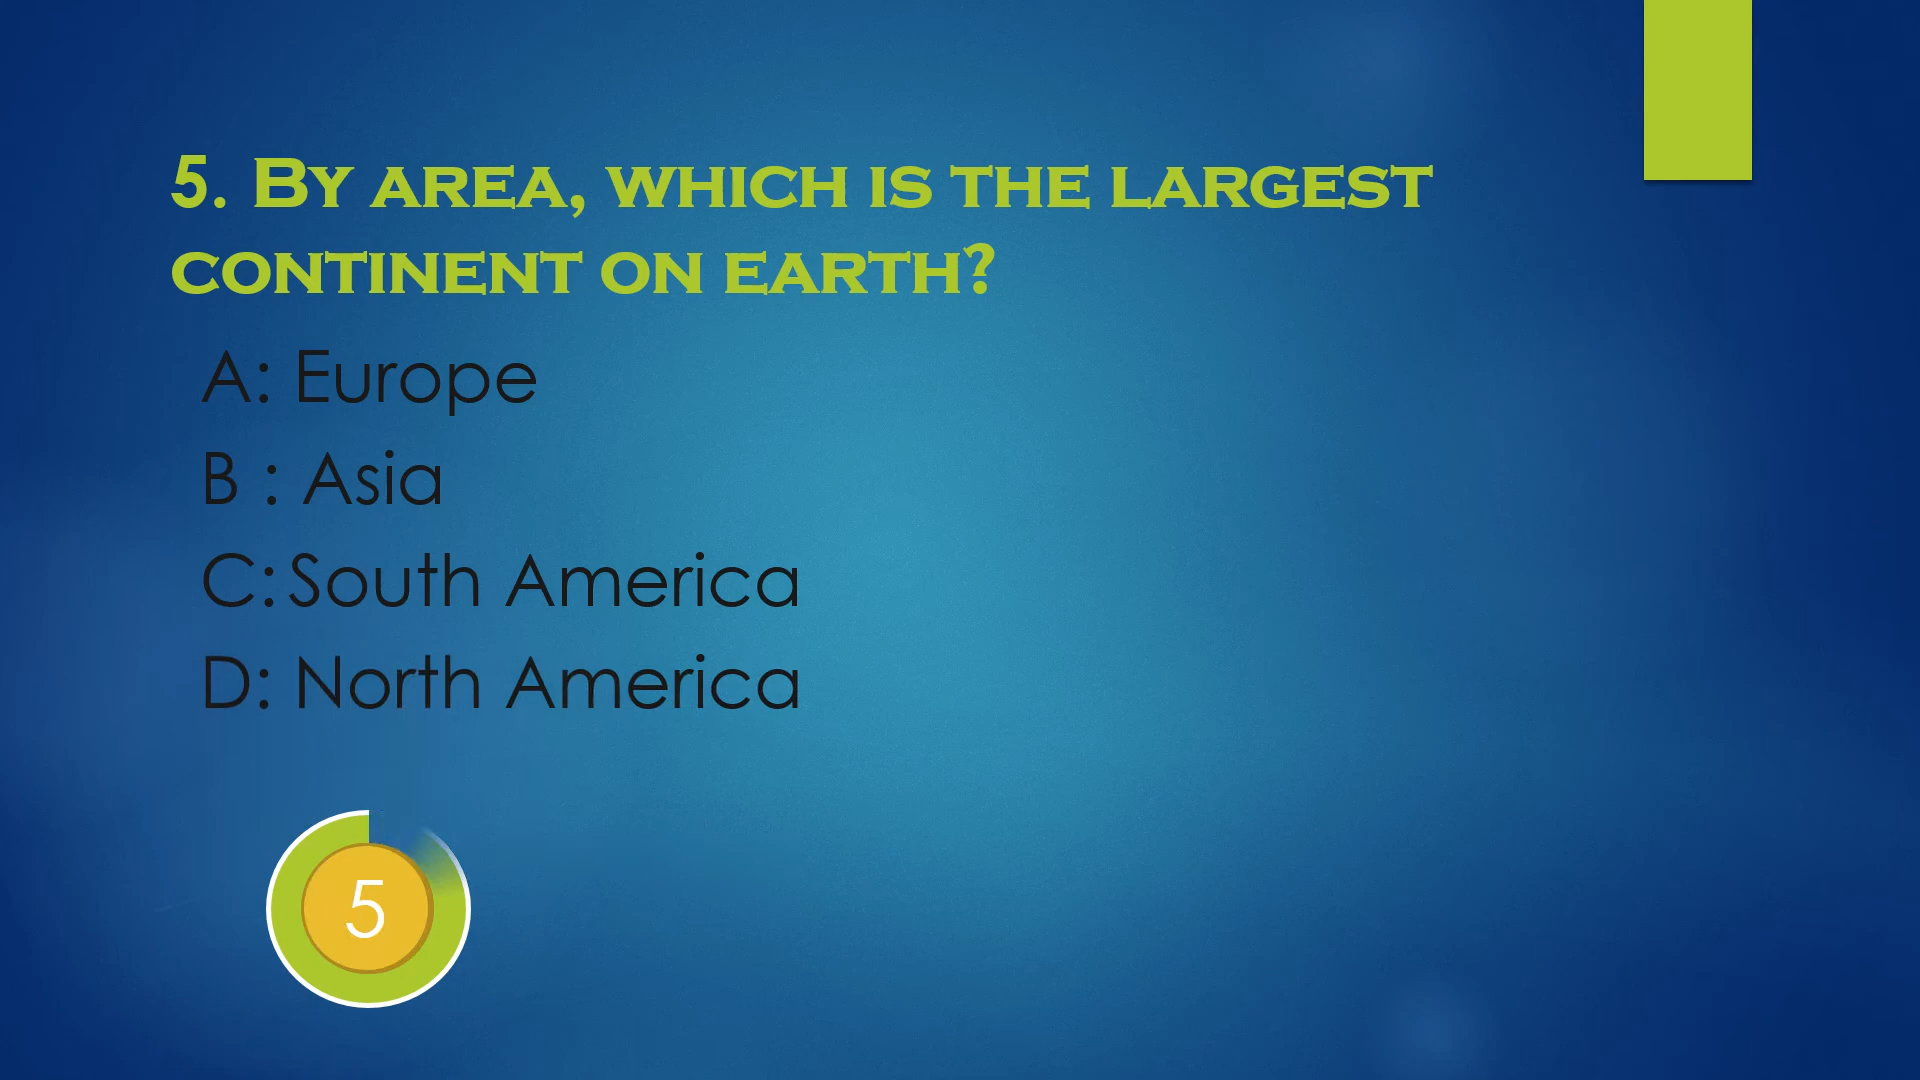 5. By area, which is the largest
continent on earth?
A: Europe
B : Asia
C: South America
D: North America
5